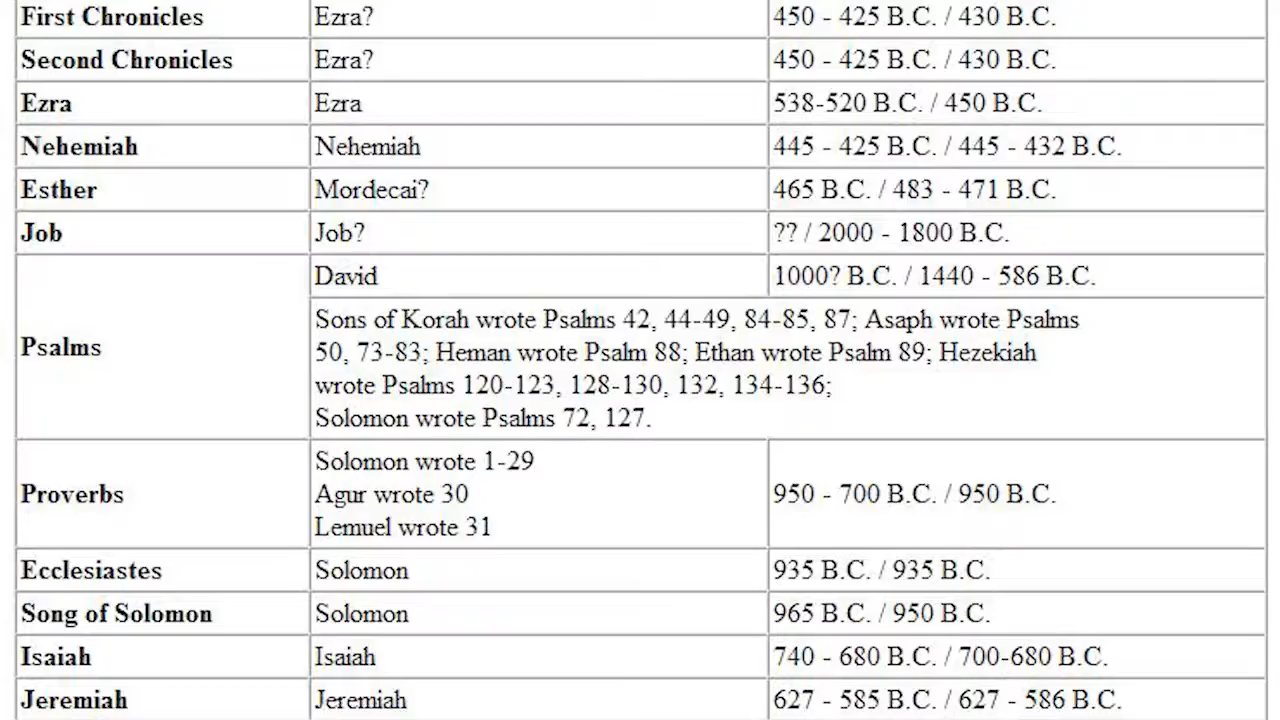 First Chronicles Ezra? 450 - 425 B.C. / 430 B.C.
Second Chronicles Ezra? 450 - 425 B.C. / 430 B.C.
Ezra Ezra 538-520 B.C. / 450 B.C.
Nehemiah Nehemiah 445 - 425 B.C. / 445 - 432 B.C.
Esther Mordecai? 465 B.C. / 483 - 471 B.C.
Job Job? ?? / 2000 - 1800 B.C.
Psalms
David 1000? B.C. / 1440 - 586 B.C.
Sons of Korah wrote Psalms 42, 44-49, 84-85, 87; Asaph wrote Psalms
50, 73-83; Heman wrote Psalm 88; Ethan wrote Psalm 89; Hezekiah
wrote Psalms 120-123, 128-130, 132, 134-136;
Solomon wrote Psalms 72, 127.
Proverbs
Solomon wrote 1-29
Agur wrote 30
Lemuel wrote 31
950 - 700 B.C. / 950 B.C.
Ecclesiastes Solomon 935 B.C. / 935 B.C.
Song of Solomon Solomon 965 B.C. / 950 B.C.
Isaiah Isaiah 740 - 680 B.C. / 700-680 B.C.
Jeremiah Jeremiah 627 - 585 B.C. / 627 - 586 B.C.